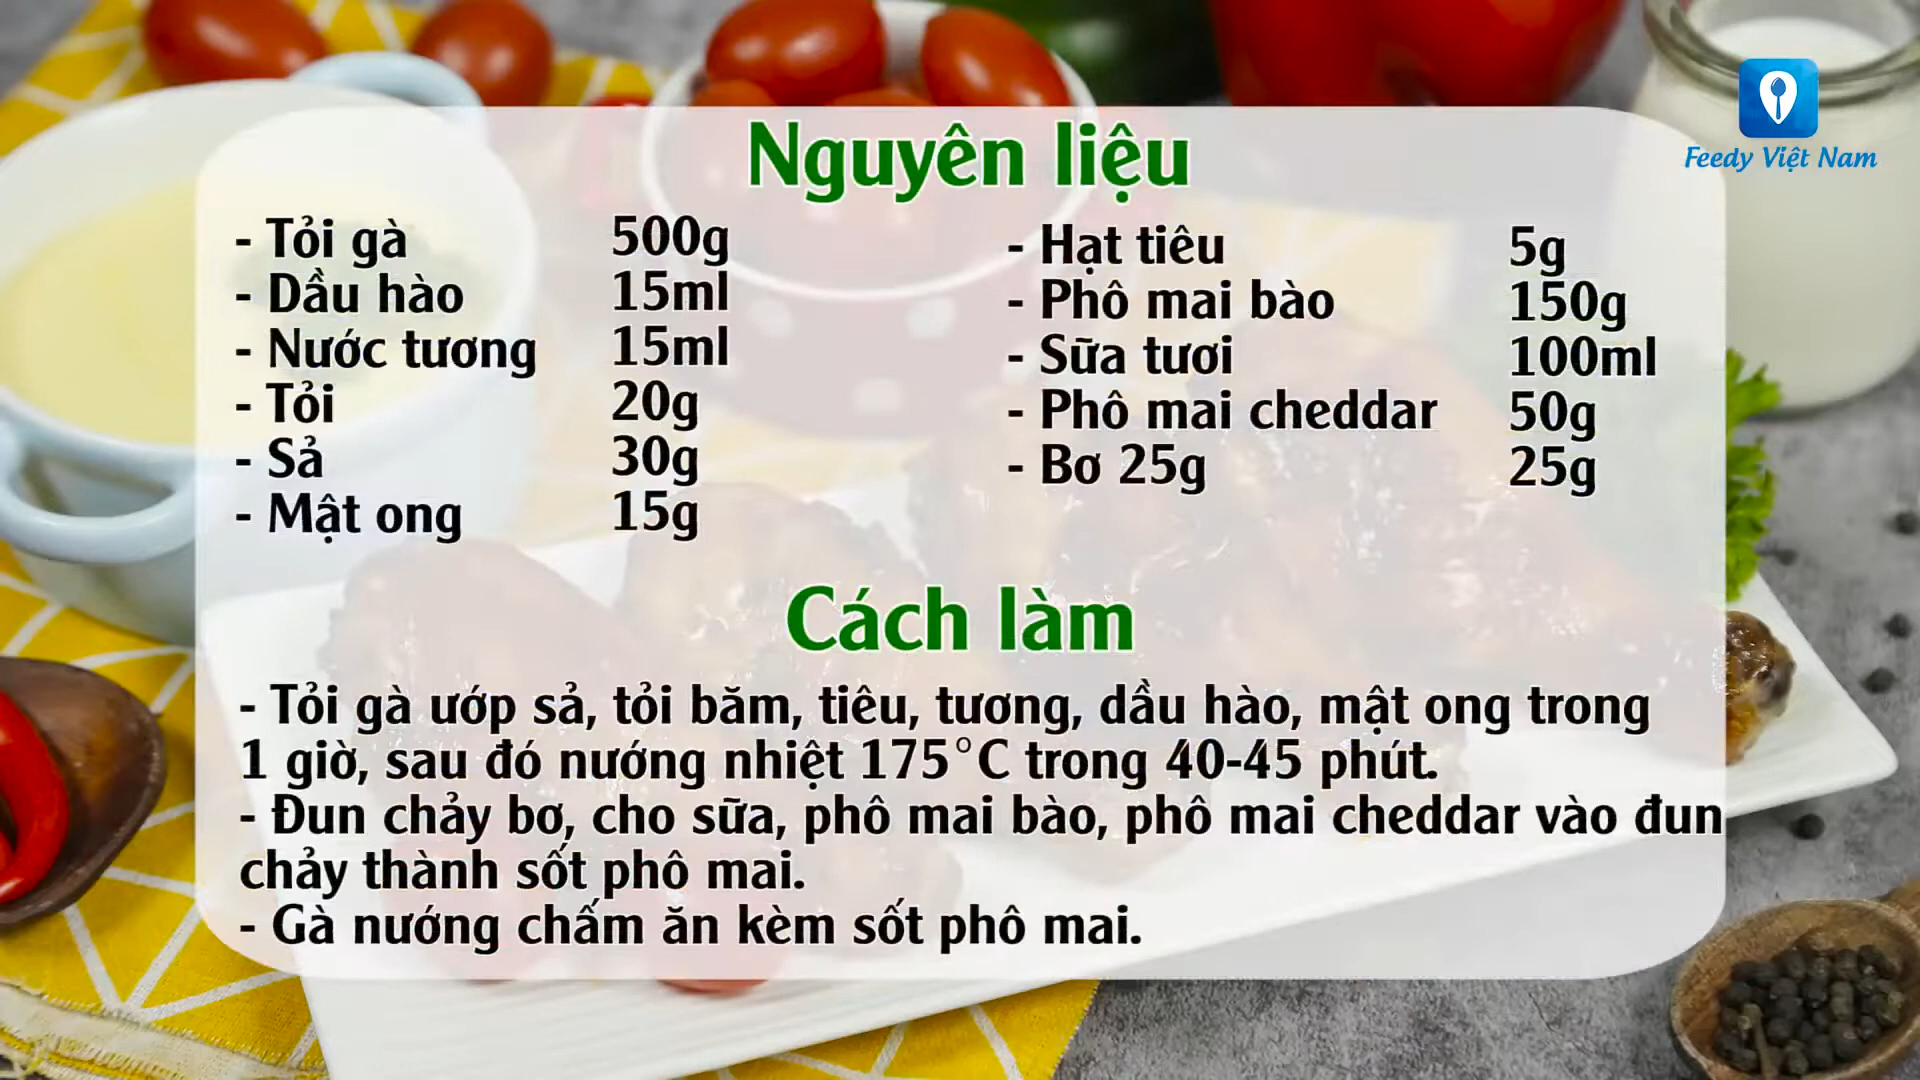 Nguyên liệu
Feedy Việt Nam
- Tỏi gà 500g
- Dầu hào 15ml
- Nước tương 15ml
- Tỏi 20g
- Sả 30g
- Mật ong 15g
- Hạt tiêu 5g
- Phô mai bào 150g
- Sữa tươi 100ml
- Phô mai cheddar 50g
- Bơ 25g 25g
Cách làm
- Tỏi gà ướp sả, tỏi băm, tiêu, tương, dầu hào, mật ong trong
1 giờ, sau đó nướng nhiệt 175°C trong 40-45 phút.
- Đun chảy bơ, cho sữa, phô mai bào, phô mai cheddar vào đun
chảy thành sốt phô mai.
- Gà nướng chấm ăn kèm sốt phô mai.